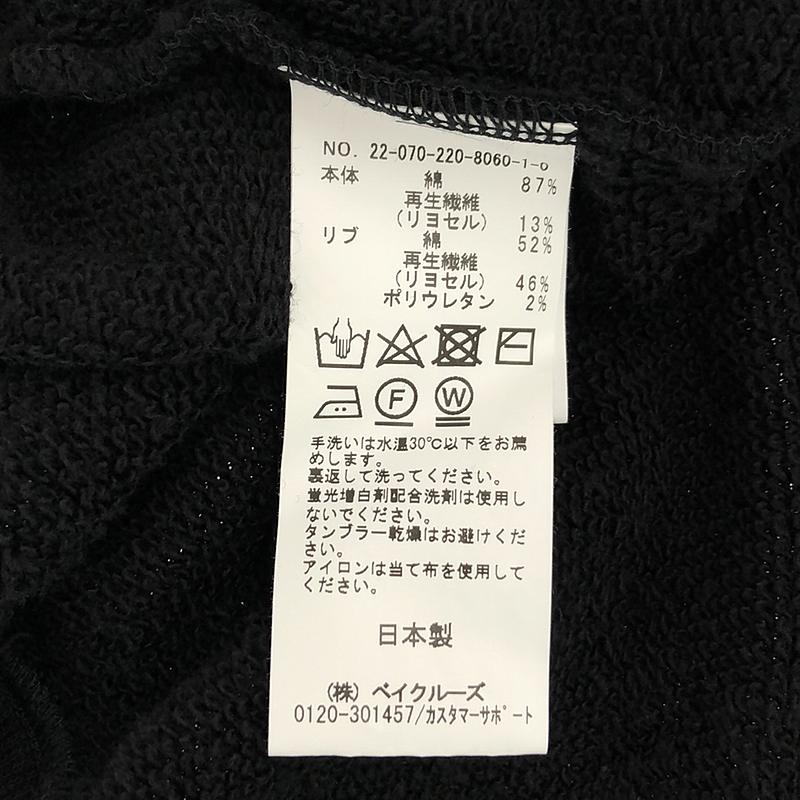 NO. 22-070-220-8060-1-6
本体 綿 87%
再生繊維
(リヨセル) 13%
リブ 綿 52%
再生繊維
(リヨセル) 46%
ポリウレタン 2%
F W
手洗いは水温30℃以下をお薦
めします。
裏返して洗ってください。
蛍光増白剤配合洗剤は使用し
ないでください。
タンブラー乾燥はお避けくだ
さい。
アイロンは当て布を使用して
ください。
日本製
(株) ベイクルーズ
0120-301457/カスタマーサポート